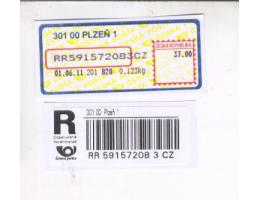 301 00 PLZEŇ 1
ČESKÁ REPUBLIKA
37.00
RR591572083CZ
01.06.11 201 820 0.123kg
R
301 00 Plzeň 1
Doporučeně
Recommandé
Česká pošta
RR 59157208 3 CZ